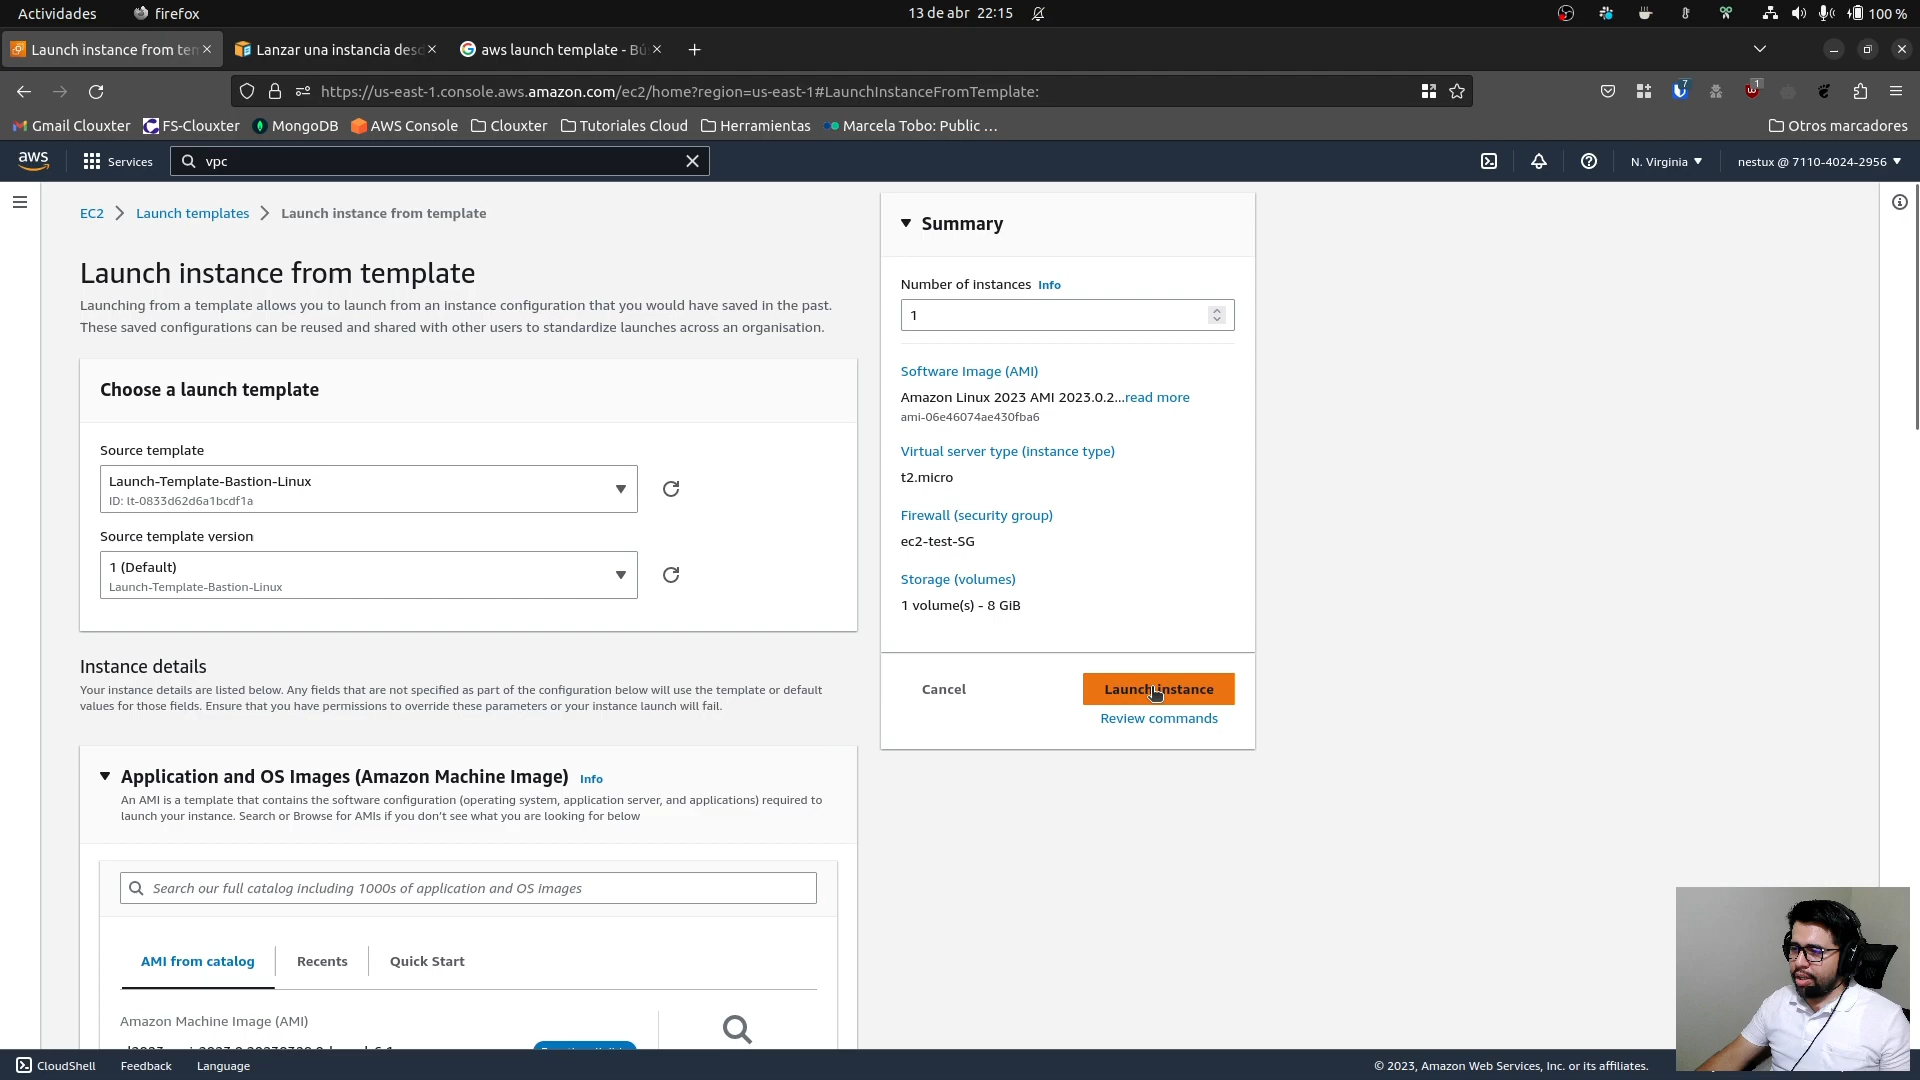 Actividades
firefox
13 de abr 22:15
100 %
Launch instance from ten
Lanzar una instancia desc
aws launch template - Bú
https://us-east-1.console.aws.amazon.com/ec2/home?region=us-east-1#LaunchInstanceFromTemplate:
7
1
Gmail Clouxter
FS-Clouxter
MongoDB
AWS Console
Clouxter
Tutoriales Cloud
Herramientas
Marcela Tobo: Public …
Otros marcadores
aws
Services
vpc
N. Virginia
nestux @ 7110-4024-2956
EC2
Launch templates
Launch instance from template
Launch instance from template
Launching from a template allows you to launch from an instance configuration that you would have saved in the past.
These saved configurations can be reused and shared with other users to standardize launches across an organisation.
Choose a launch template
Source template
Launch-Template-Bastion-Linux
ID: lt-0833d62d6a1bcdf1a
Source template version
1 (Default)
Launch-Template-Bastion-Linux
Instance details
Your instance details are listed below. Any fields that are not specified as part of the configuration below will use the template or default
values for those fields. Ensure that you have permissions to override these parameters or your instance launch will fail.
Application and OS Images (Amazon Machine Image) Info
An AMI is a template that contains the software configuration (operating system, application server, and applications) required to
launch your instance. Search or Browse for AMIs if you don't see what you are looking for below
Search our full catalog including 1000s of application and OS images
AMI from catalog
Recents
Quick Start
Amazon Machine Image (AMI)
Summary
Number of instances Info
1
Software Image (AMI)
Amazon Linux 2023 AMI 2023.0.2...read more
ami-06e46074ae430fba6
Virtual server type (instance type)
t2.micro
Firewall (security group)
ec2-test-SG
Storage (volumes)
1 volume(s) - 8 GiB
Cancel
Launch instance
Review commands
CloudShell
Feedback
Language
© 2023, Amazon Web Services, Inc. or its affiliates.